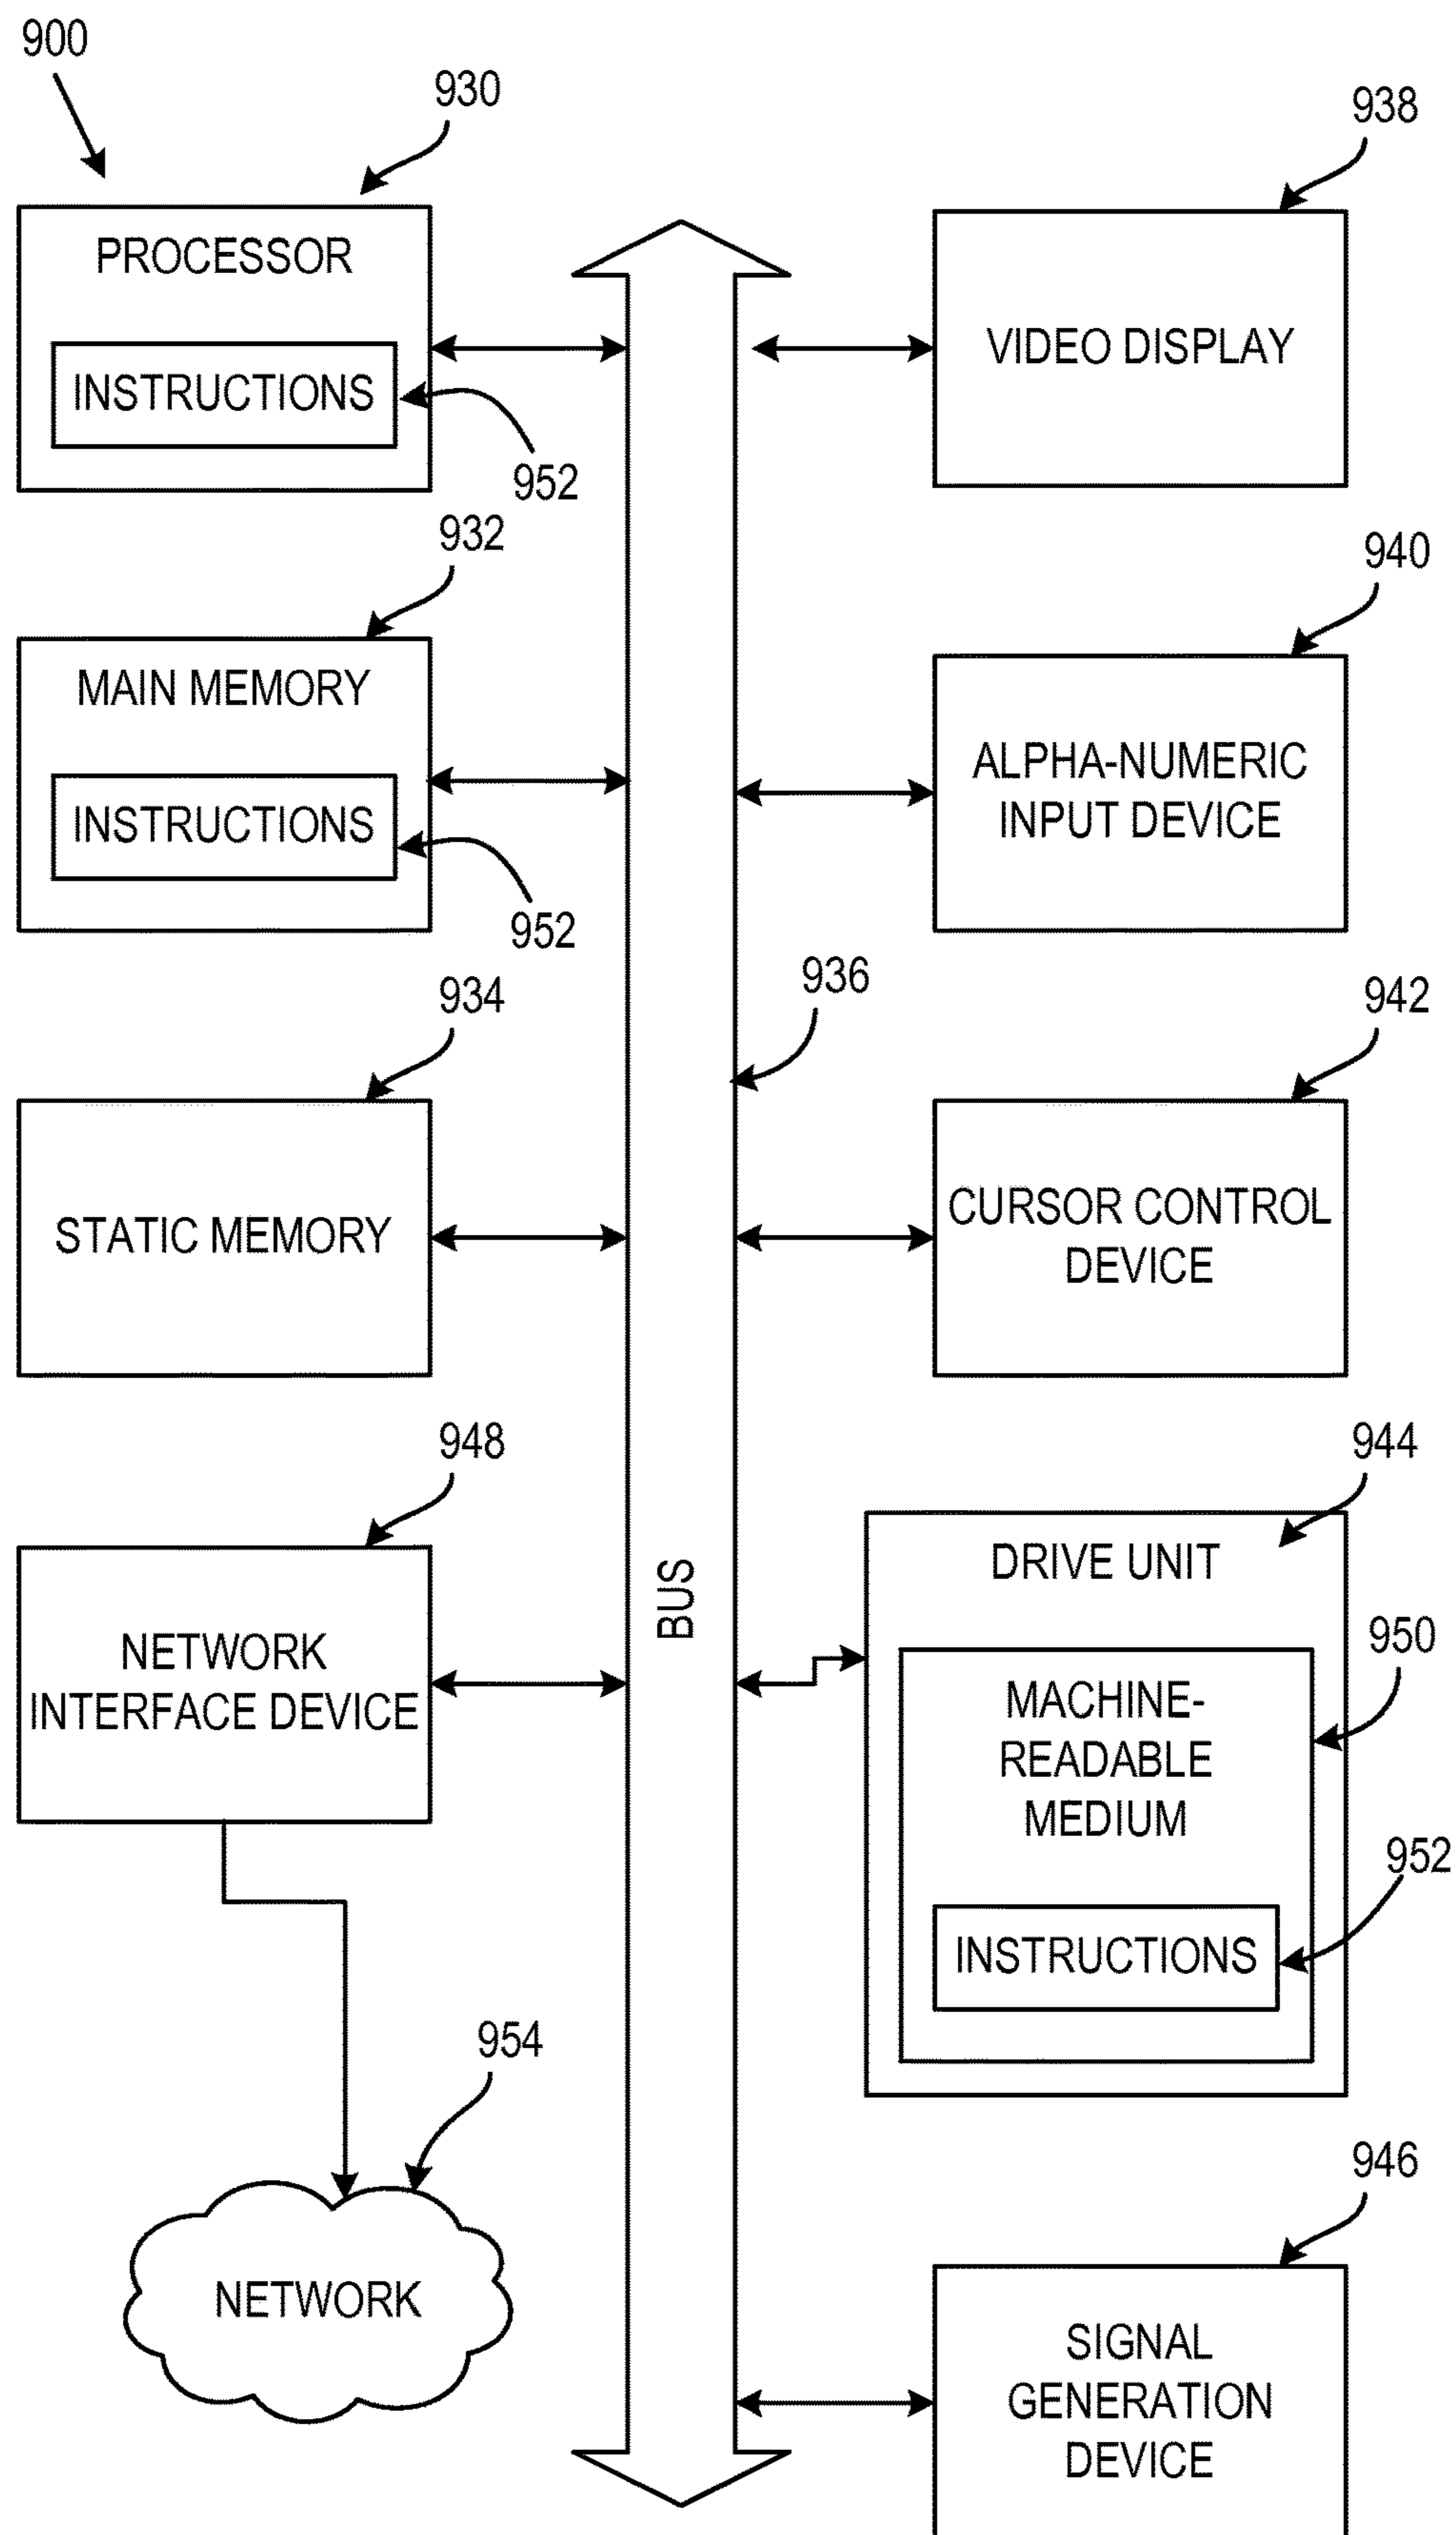 900
930
PROCESSOR
INSTRUCTIONS
952
932
MAIN MEMORY
INSTRUCTIONS
952
934
STATIC MEMORY
948
NETWORK
INTERFACE DEVICE
954
NETWORK
936
BUS
938
VIDEO DISPLAY
940
ALPHA-NUMERIC
INPUT DEVICE
942
CURSOR CONTROL
DEVICE
944
DRIVE UNIT
950
MACHINE-
READABLE
MEDIUM
952
INSTRUCTIONS
946
SIGNAL
GENERATION
DEVICE